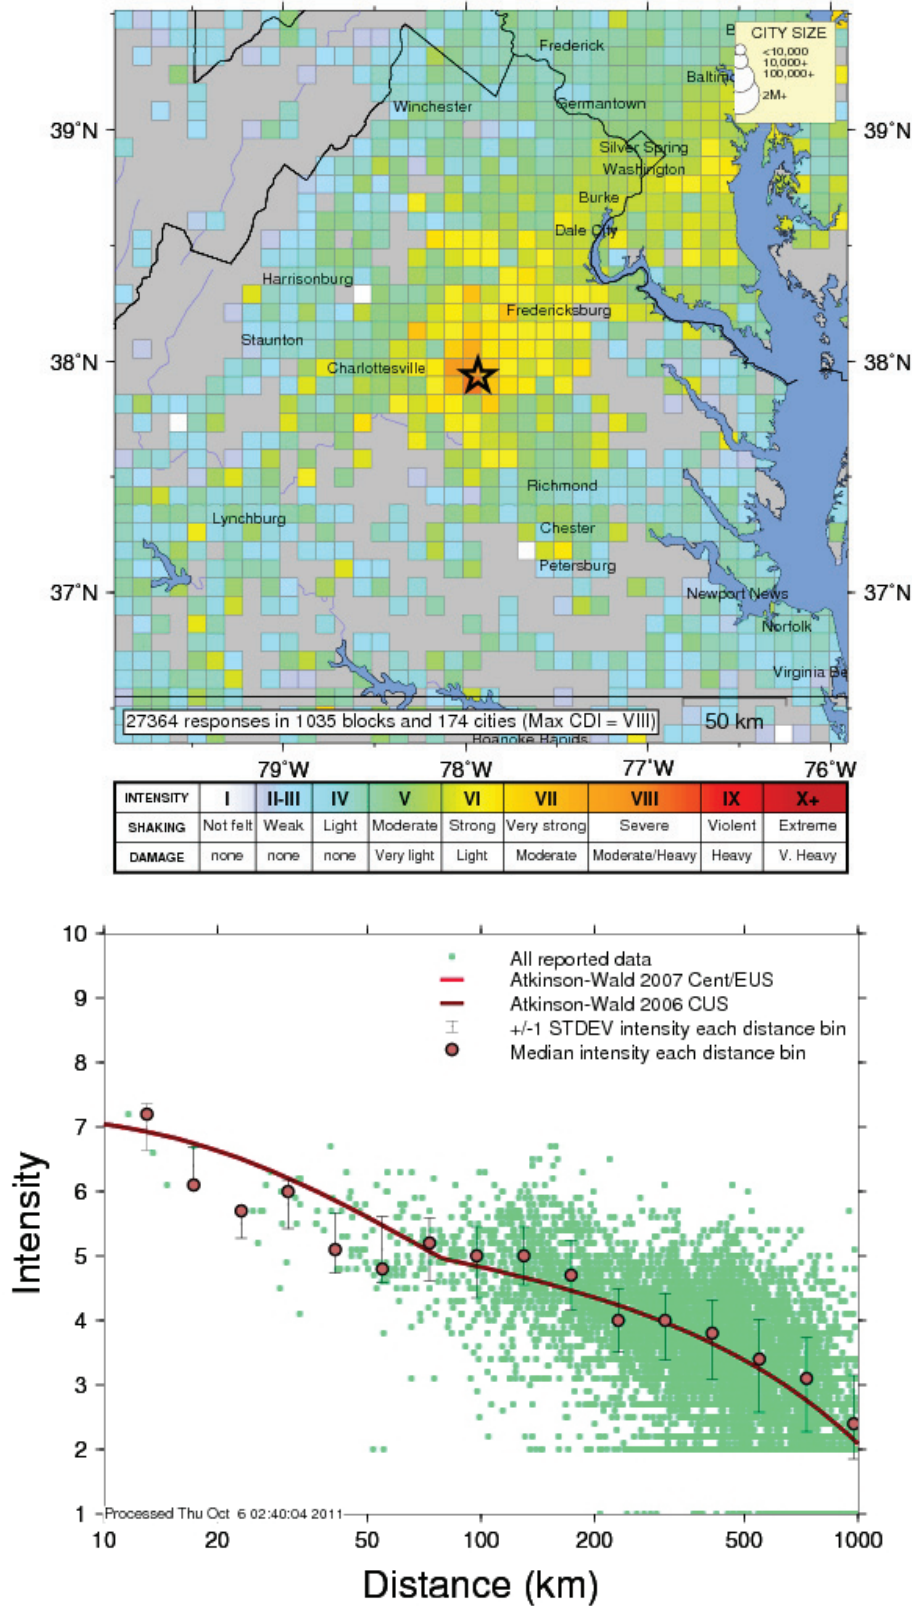 Frederick
B
CITY SIZE
<10,000
10,000+
100,000+
2M+
Baltimo
Winchester
Germantown
39°N
39°N
Silver Spring
Washington
Burke
Dale City
Harrisonburg
Fredericksburg
Staunton
38°N
38°N
Charlottesville
Richmond
Lynchburg
Chester
Petersburg
37°N
37°N
Newport News
Norfolk
Virginia Be
27364 responses in 1035 blocks and 174 cities (Max CDI = VIII)
50 km
Roanoke Rapids
79°W
78°W
77°W
76°W
INTENSITY I II-III IV V VI VII VIII IX X+
SHAKING Not felt Weak Light Moderate Strong Very strong Severe Violent Extreme
DAMAGE none none none Very light Light Moderate Moderate/Heavy Heavy V. Heavy
10
9
8
7
6
5
4
3
2
1
Intensity
All reported data
Atkinson-Wald 2007 Cent/EUS
Atkinson-Wald 2006 CUS
+/-1 STDEV intensity each distance bin
Median intensity each distance bin
Processed Thu Oct 6 02:40:04 2011
10 20 50 100 200 500 1000
Distance (km)